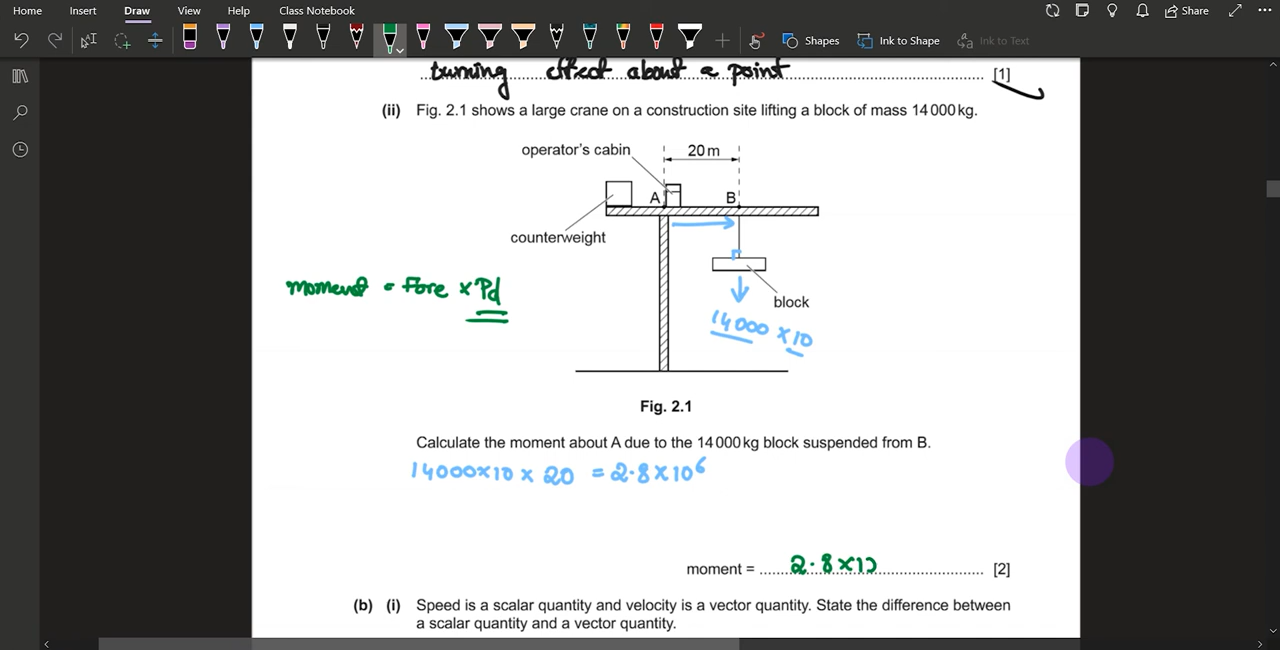 Home Insert Draw View Help Class Notebook Share
Shapes Ink to Shape Ink to Text
turning effect about a point [1]
(ii) Fig. 2.1 shows a large crane on a construction site lifting a block of mass 14 000 kg.
operator's cabin 20 m
A B
counterweight
moment = Fore × Pd
block
14000 × 10
Fig. 2.1
Calculate the moment about A due to the 14 000 kg block suspended from B.
14000×10 × 20 = 2.8 × 10⁶
moment = 2.8×10 [2]
(b) (i) Speed is a scalar quantity and velocity is a vector quantity. State the difference between
a scalar quantity and a vector quantity.